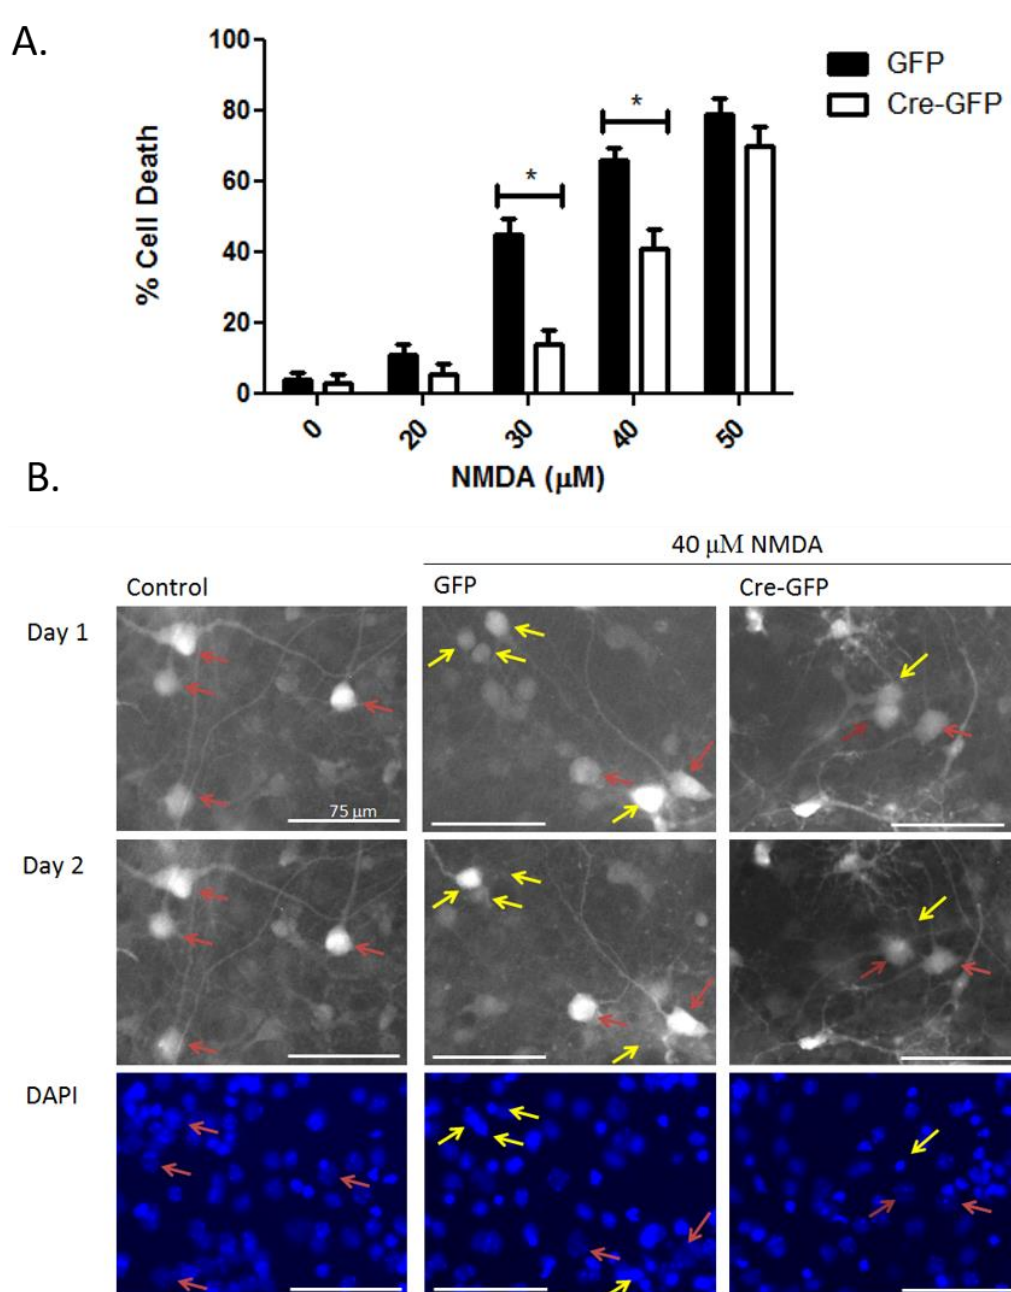 A.
100
80
60
40
20
0
% Cell Death
*
*
GFP
Cre-GFP
0
20
30
40
50
NMDA (μM)
B.
40 μM NMDA
Control
GFP
Cre-GFP
Day 1
75 μm
Day 2
DAPI